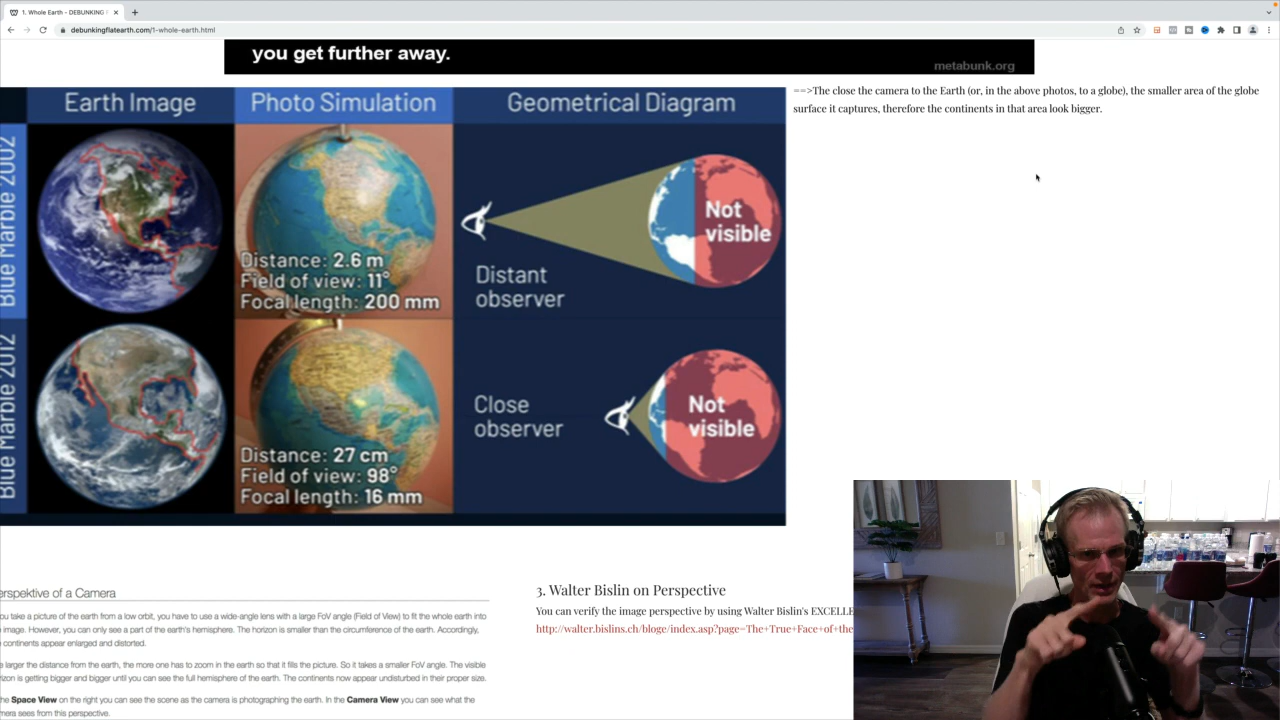 1. Whole Earth - DEBUNKING F
debunkingflatearth.com/1-whole-earth.html
you get further away.
metabunk.org
Earth Image
Photo Simulation
Geometrical Diagram
==>The close the camera to the Earth (or, in the above photos, to a globe), the smaller area of the globe
surface it captures, therefore the continents in that area look bigger.
Blue Marble 2002
Distance: 2.6 m
Field of view: 11°
Focal length: 200 mm
Distant
observer
Not
visible
Blue Marble 2012
Distance: 27 cm
Field of view: 98°
Focal length: 16 mm
Close
observer
Not
visible
erspektive of a Camera
ou take a picture of the earth from a low orbit, you have to use a wide-angle lens with a large FoV angle (Field of View) to fit the whole earth into
image. However, you can only see a part of the earth's hemisphere. The horizon is smaller than the circumference of the earth. Accordingly,
continents appear enlarged and distorted.
e larger the distance from the earth, the more one has to zoom in the earth so that it fills the picture. So it takes a smaller FoV angle. The visible
rizon is getting bigger and bigger until you can see the full hemisphere of the earth. The continents now appear undisturbed in their proper size.
he Space View on the right you can see the scene as the camera is photographing the earth. In the Camera View you can see what the
mera sees from this perspective.
3. Walter Bislin on Perspective
You can verify the image perspective by using Walter Bislin's EXCELLE
http://walter.bislins.ch/bloge/index.asp?page=The+True+Face+of+the